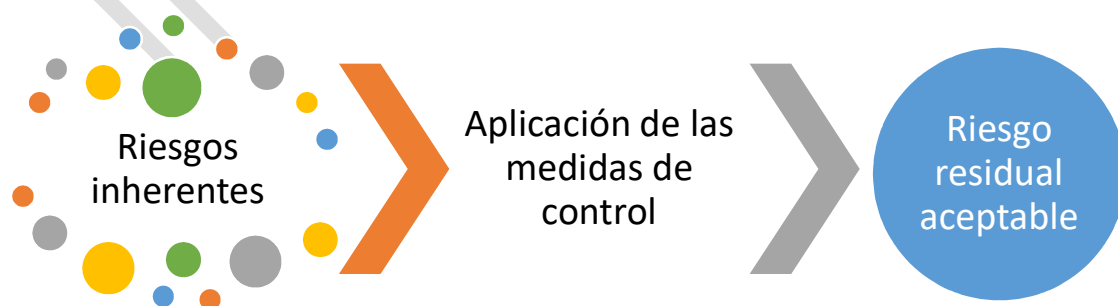 Riesgos
inherentes
Aplicación de las
medidas de
control
Riesgo
residual
aceptable